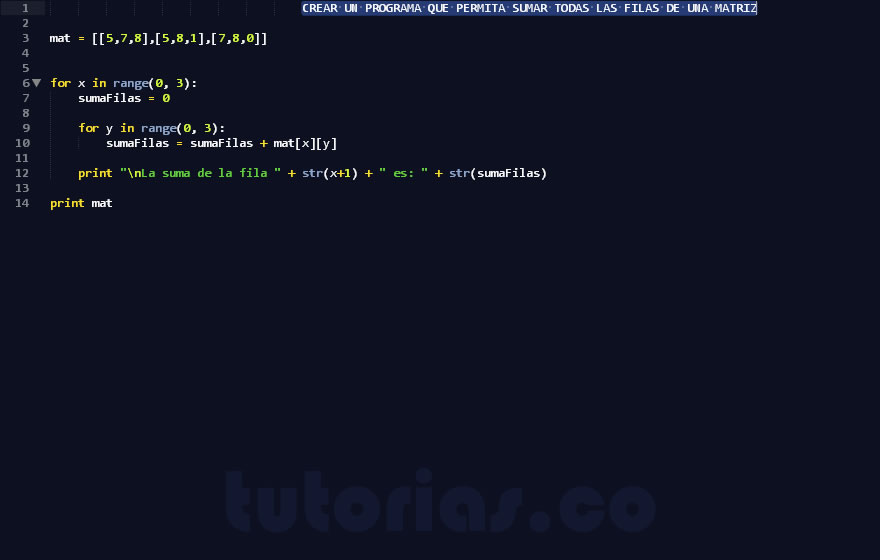 1 CREAR UN PROGRAMA QUE PERMITA SUMAR TODAS LAS FILAS DE UNA MATRIZ
2
3 mat = [[5,7,8],[5,8,1],[7,8,0]]
4
5
6 for x in range(0, 3):
7 sumaFilas = 0
8
9 for y in range(0, 3):
10 sumaFilas = sumaFilas + mat[x][y]
11
12 print "\nLa suma de la fila " + str(x+1) + " es: " + str(sumaFilas)
13
14 print mat
tutorias.co